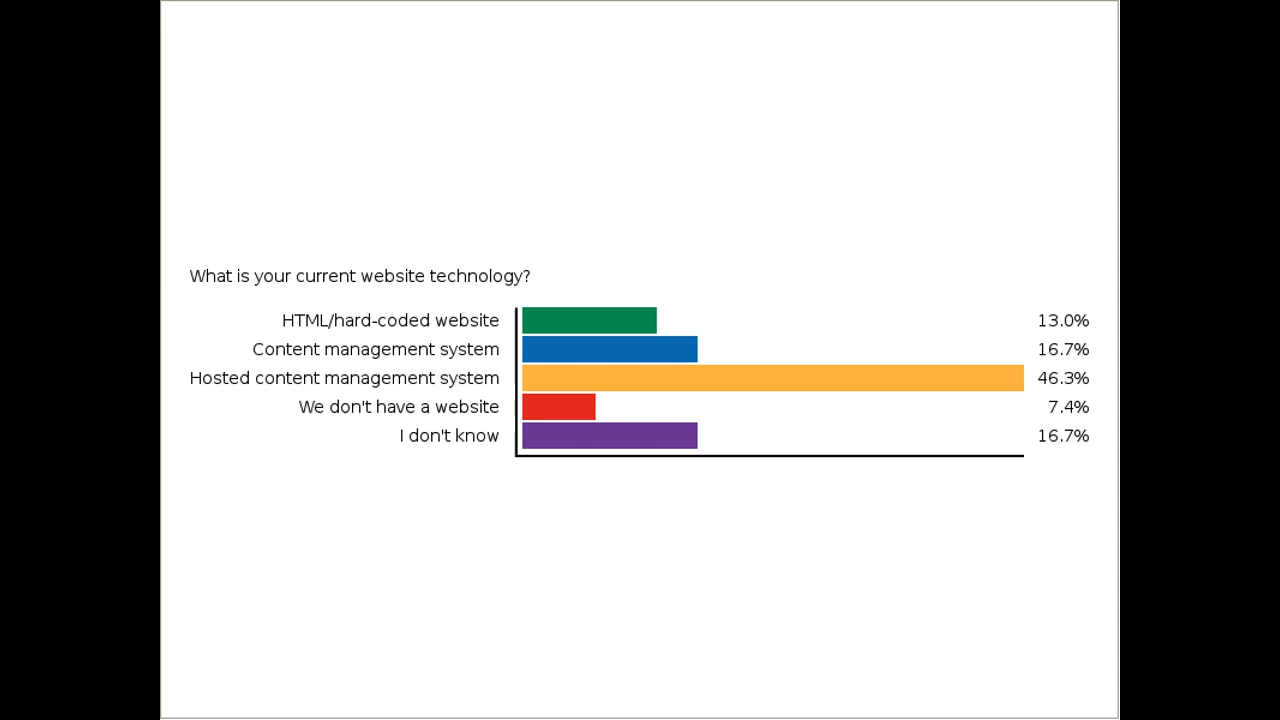 What is your current website technology?
HTML/hard-coded website 13.0%
Content management system 16.7%
Hosted content management system 46.3%
We don't have a website 7.4%
I don't know 16.7%